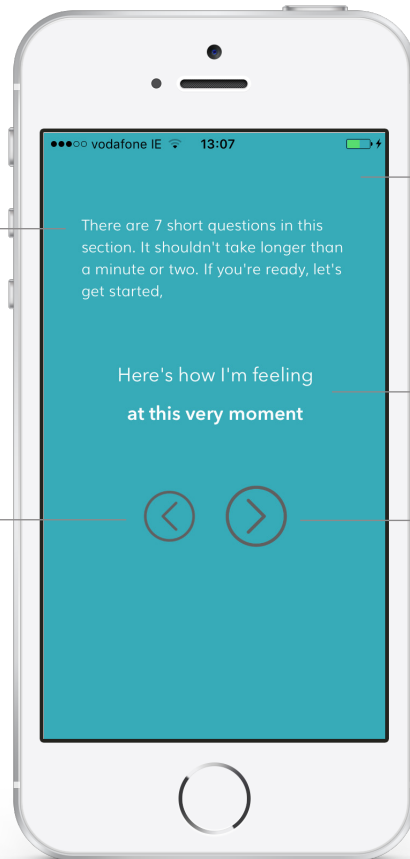 vodafone IE 13:07
There are 7 short questions in this
section. It shouldn't take longer than
a minute or two. If you're ready, let's
get started,
Here's how I'm feeling
at this very moment